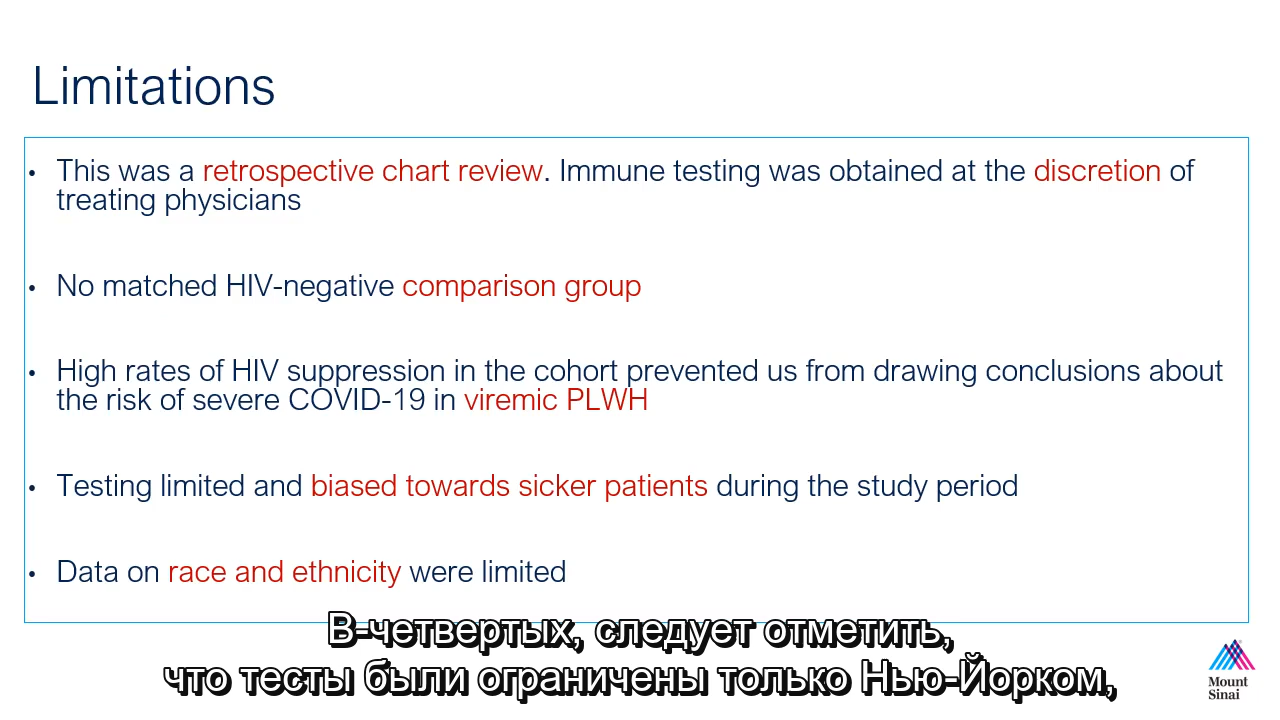 Limitations
• This was a retrospective chart review. Immune testing was obtained at the discretion of
treating physicians
• No matched HIV-negative comparison group
• High rates of HIV suppression in the cohort prevented us from drawing conclusions about
the risk of severe COVID-19 in viremic PLWH
• Testing limited and biased towards sicker patients during the study period
• Data on race and ethnicity were limited
В-четвертых, следует отметить,
что тесты были ограничены только Нью-Йорком,
Mount
Sinai